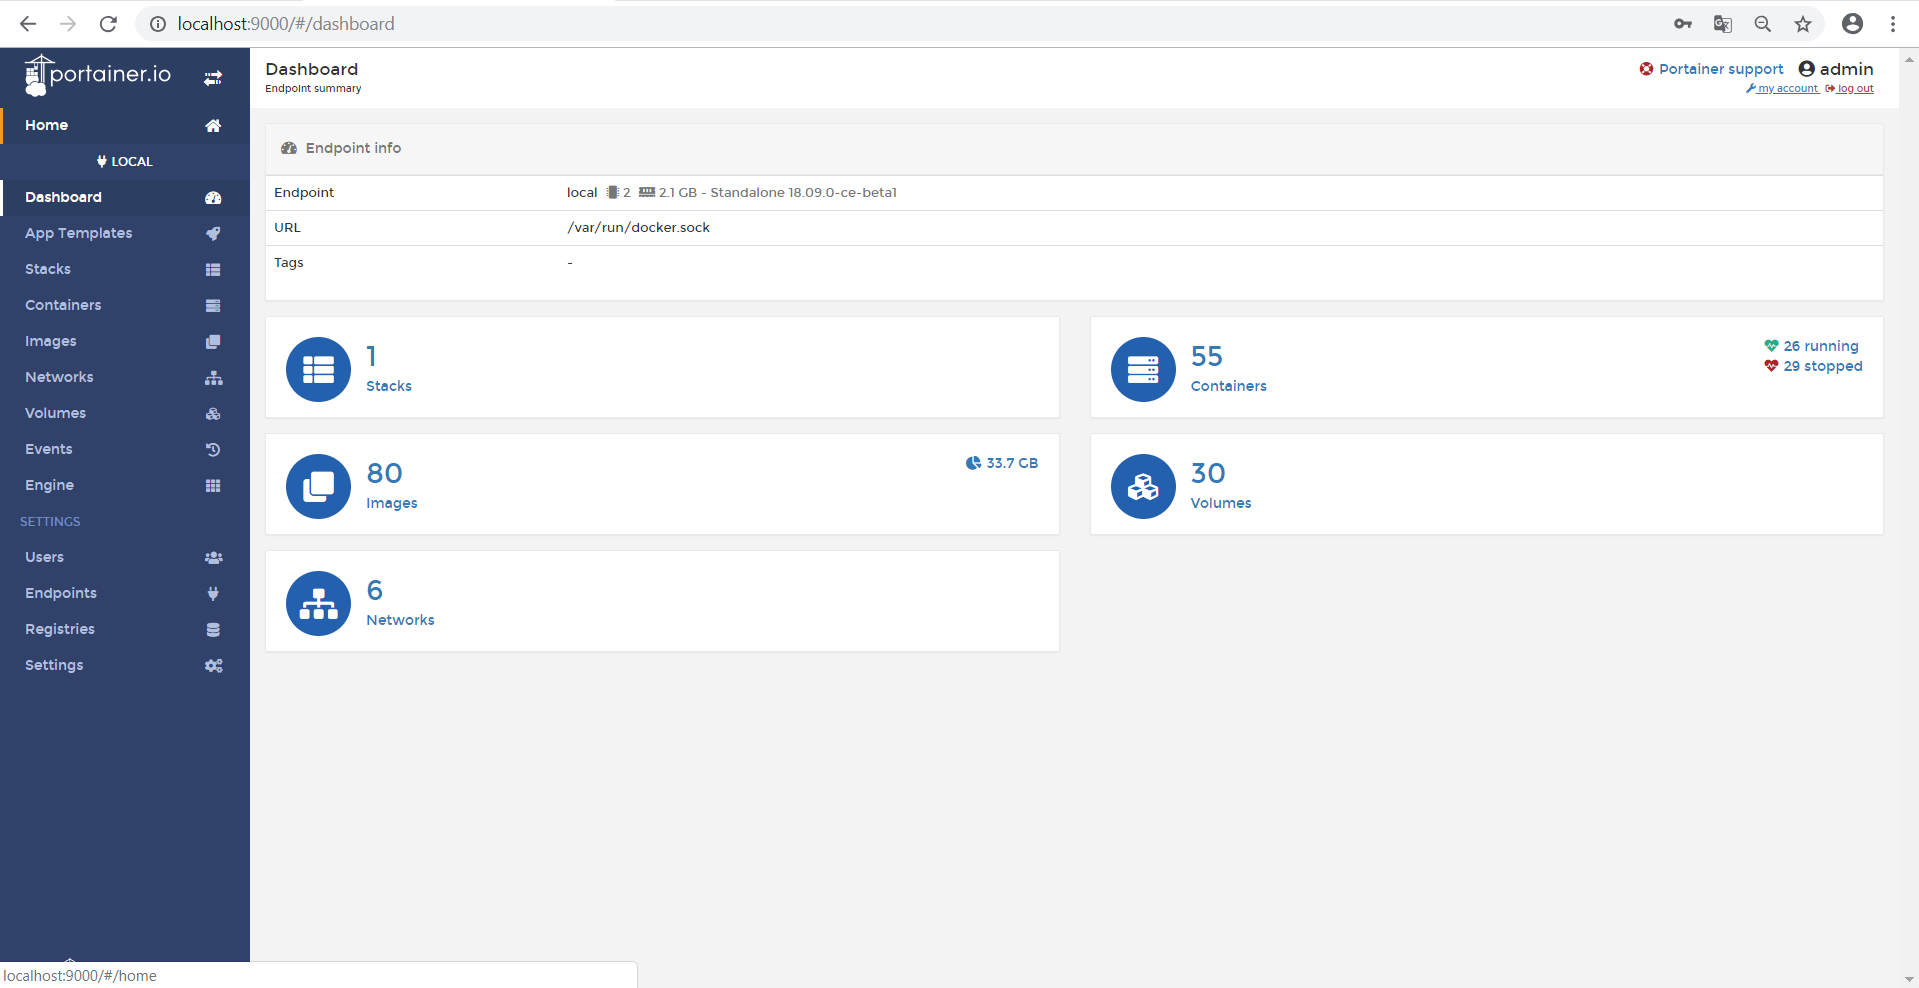 localhost:9000/#/dashboard
portainer.io
Home
LOCAL
Dashboard
App Templates
Stacks
Containers
Images
Networks
Volumes
Events
Engine
SETTINGS
Users
Endpoints
Registries
Settings
Dashboard
Endpoint summary
Portainer support admin
my account log out
Endpoint info
Endpoint local 2 2.1 GB - Standalone 18.09.0-ce-beta1
URL /var/run/docker.sock
Tags -
1
Stacks
55
Containers
26 running
29 stopped
80
Images
33.7 GB
30
Volumes
6
Networks
localhost:9000/#/home